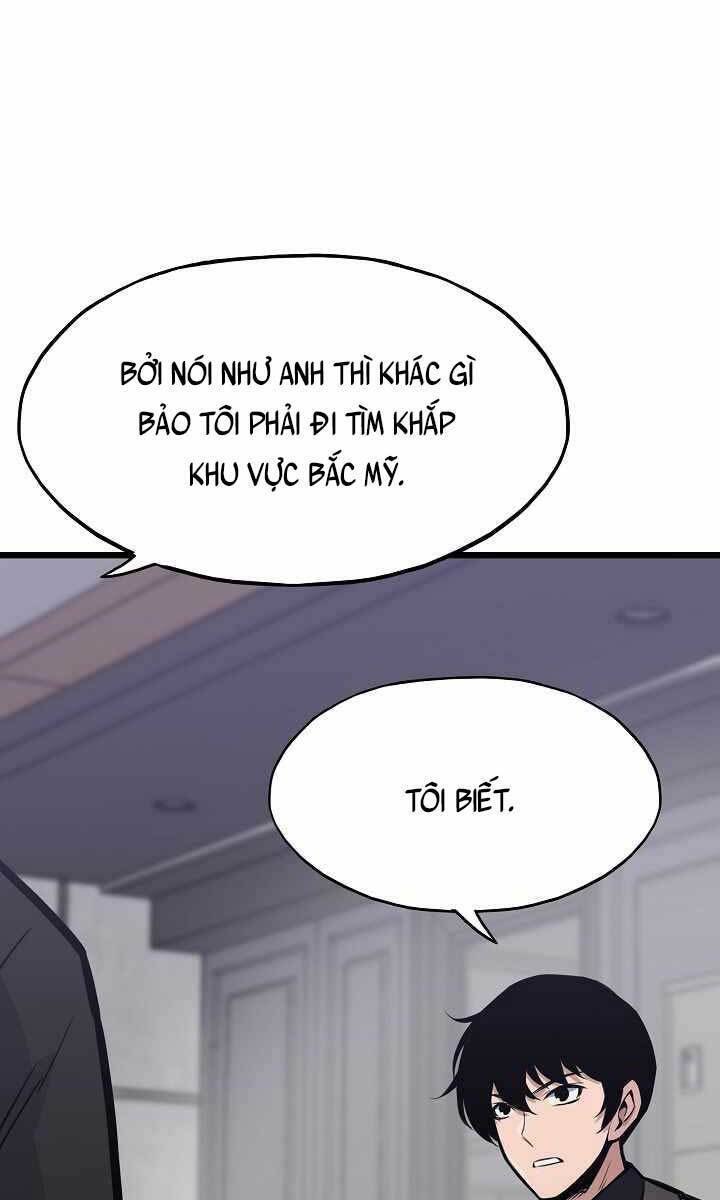 BỞI NÓI NHƯ ANH THÌ KHÁC GÌ
BẢO TÔI PHẢI ĐI TÌM KHẮP
KHU VỰC BẮC MỸ.
TÔI BIẾT.